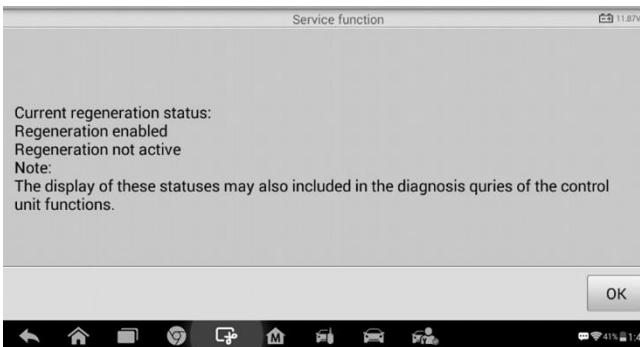 Service function
11.87V
Current regeneration status:
Regeneration enabled
Regeneration not active
Note:
The display of these statuses may also included in the diagnosis quries of the control
unit functions.
OK
M
41%